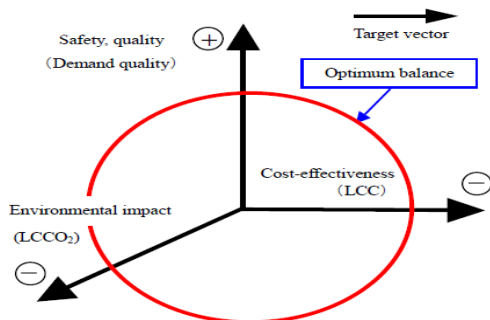 Safety, quality
（Demand quality）
+
Target vector
Optimum balance
Cost-effectiveness
（LCC）
−
Environmental impact
(LCCO₂)
−